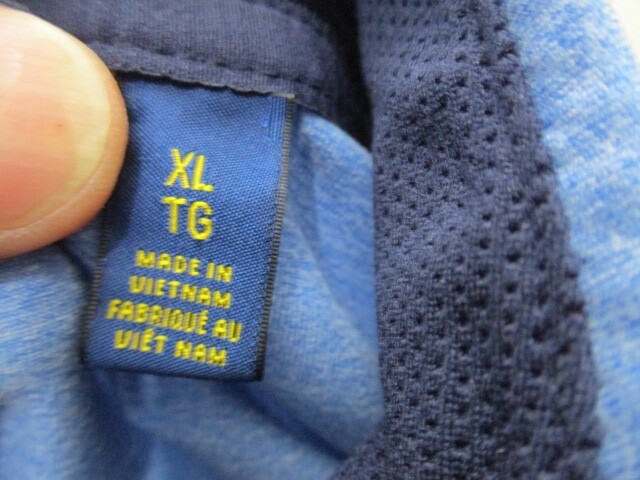 XL
TG
MADE IN
VIETNAM
FABRIQUÉ AU
VIÊT NAM